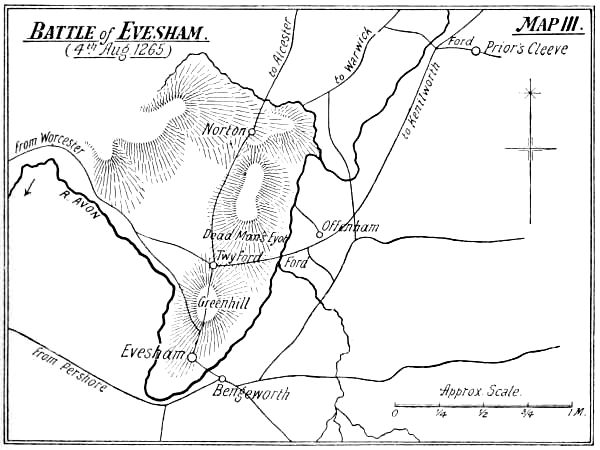 BATTLE of EVESHAM.
(4th Aug 1265)
MAP III.
to Alcester
to Warwick
Ford
Prior's Cleeve
to Kenilworth
Norton
from Worcester
R. AVON
Offenham
Dead Man's Eyot
Twyford
Ford
Greenhill
Evesham
From Pershore
Bengeworth
Approx. Scale.
0 1/4 1/2 3/4 1 M.